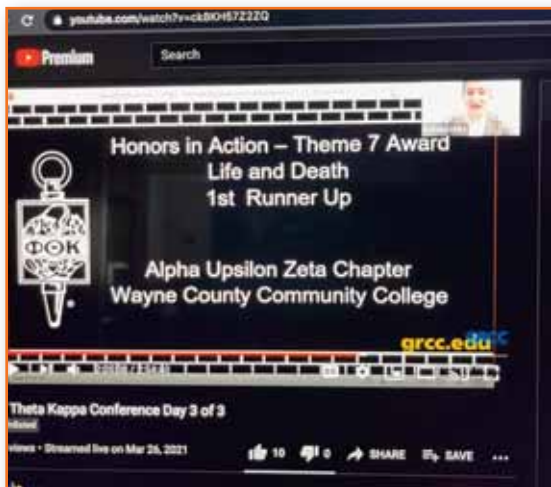 youtube.com/watch?v=
Premium
Search
Honors in Action – Theme 7 Award
Life and Death
1st Runner Up
ΦΘΚ
Alpha Upsilon Zeta Chapter
Wayne County Community College
grcc.edu
grcc
Theta Kappa Conference Day 3 of 3
Streamed live on Mar 26, 2021
10
0
SHARE
SAVE